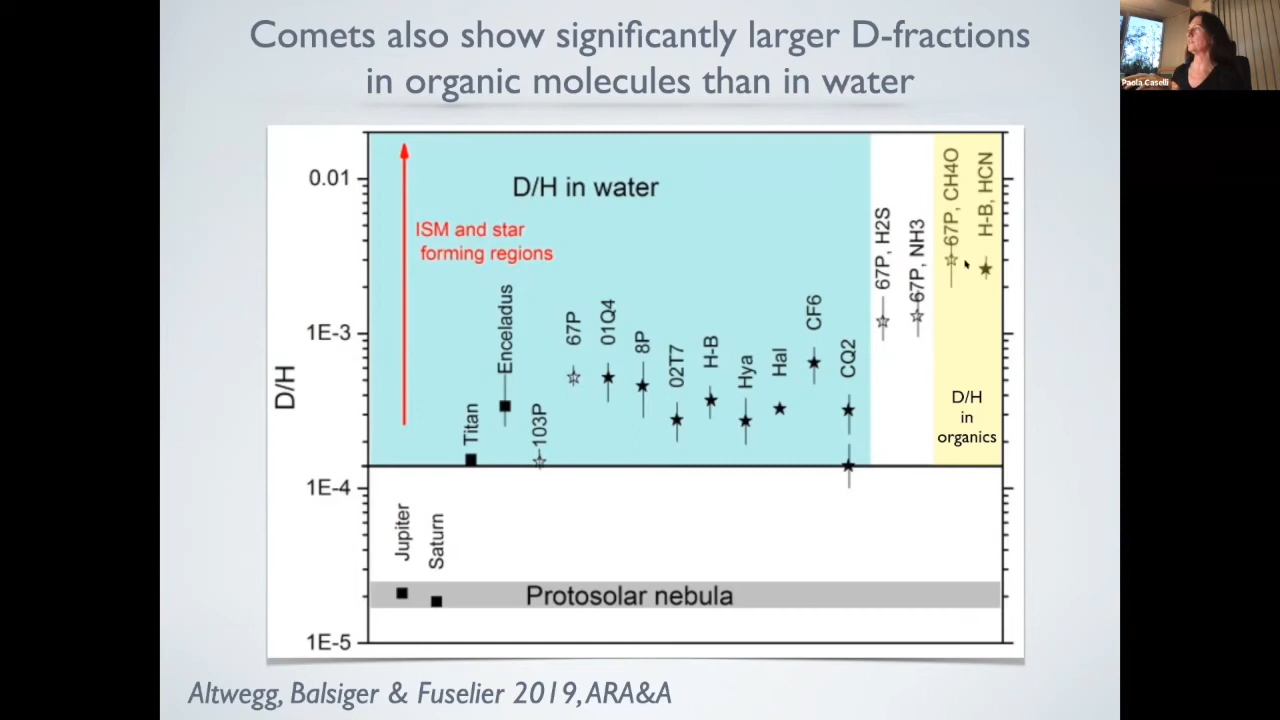 Comets also show significantly larger D-fractions
in organic molecules than in water
Paola Caselli
D/H
0.01
1E-3
1E-4
1E-5
D/H in water
ISM and star
forming regions
Jupiter
Saturn
Titan
Enceladus
103P
67P
01Q4
8P
02T7
H-B
Hya
Hal
CF6
CQ2
67P, H2S
67P, NH3
67P, CH4O
H-B, HCN
D/H
in
organics
Protosolar nebula
Altwegg, Balsiger & Fuselier 2019, ARA&A